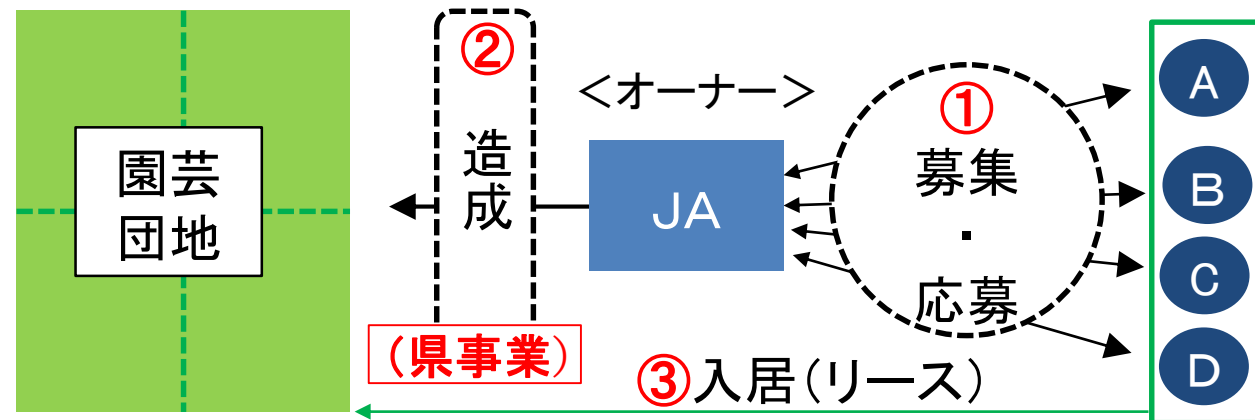 園芸
団地
②
造
成
(県事業)
＜オーナー＞
JA
①
募集
・
応募
③入居(リース)
A
B
C
D